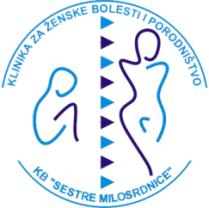 KLINIKA ZA ŽENSKE BOLESTI I PORODNIŠTVO
KB "SESTRE MILOSRDNICE"